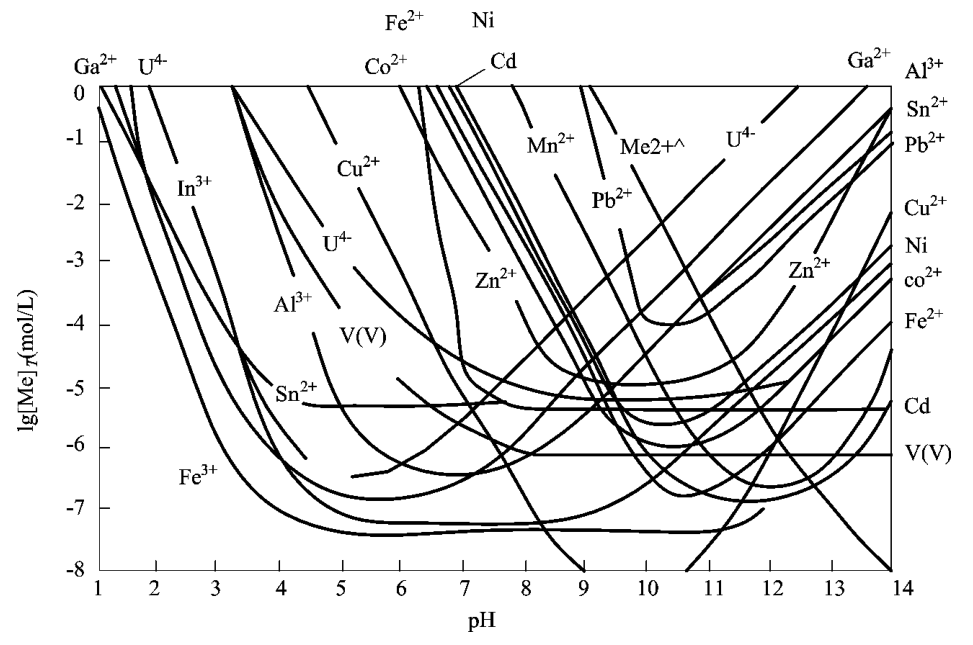 Fe²⁺ Ni
Ga²⁺ U⁴⁻ Co²⁺ Cd Ga²⁺ Al³⁺
0 Sn²⁺
-1 Cu²⁺ Mn²⁺ Me2+^ U⁴⁻ Pb²⁺
In³⁺ Pb²⁺
-2 Cu²⁺
U⁴⁻ Ni
-3 Zn²⁺ Zn²⁺ co²⁺
Al³⁺ V(V) Fe²⁺
-4
-5 Sn²⁺ Cd
-6 V(V)
Fe³⁺
-7
-8
lg[Me]T(mol/L)
1 2 3 4 5 6 7 8 9 10 11 12 13 14
pH